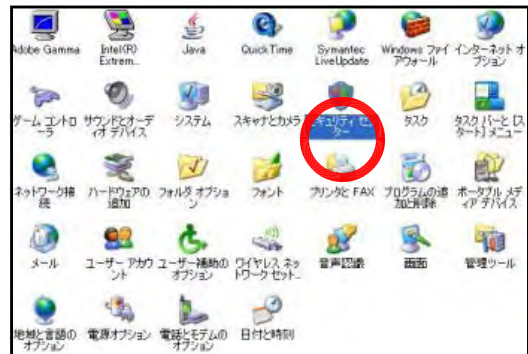 Adobe Gamma
Intel(R)
Extrem...
Java
QuickTime
Symantec
LiveUpdate
Windows ファイ
アウォール
インターネット オ
プション
ゲーム コントロ
ーラ
サウンドとオーデ
ィオ デバイス
システム
スキャナとカメラ
セキュリティ セン
ター
タスク
タスク バーと [ス
タート] メニュー
ネットワーク接
続
ハードウェアの
追加
フォルダ オプショ
ン
フォント
プリンタと FAX
プログラムの追
加と削除
ポータブル メデ
ィア デバイス
メール
ユーザー アカウ
ント
ユーザー補助の
オプション
ワイヤレス ネッ
トワーク セット...
音声認識
画面
管理ツール
地域と言語の
オプション
電源オプション
電話とモデムの
オプション
日付と時刻